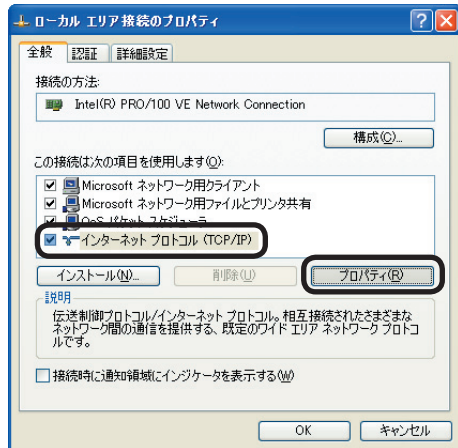 ローカル エリア接続のプロパティ
全般 認証 詳細設定
接続の方法:
Intel(R) PRO/100 VE Network Connection
構成(C)...
この接続は次の項目を使用します(O):
Microsoft ネットワーク用クライアント
Microsoft ネットワーク用ファイルとプリンタ共有
QoS パケット スケジューラ
インターネット プロトコル (TCP/IP)
インストール(N)... 削除(U) プロパティ(R)
説明
伝送制御プロトコル/インターネット プロトコル。相互接続されたさまざまな
ネットワーク間の通信を提供する、既定のワイド エリア ネットワーク プロトコ
ルです。
接続時に通知領域にインジケータを表示する(W)
OK キャンセル